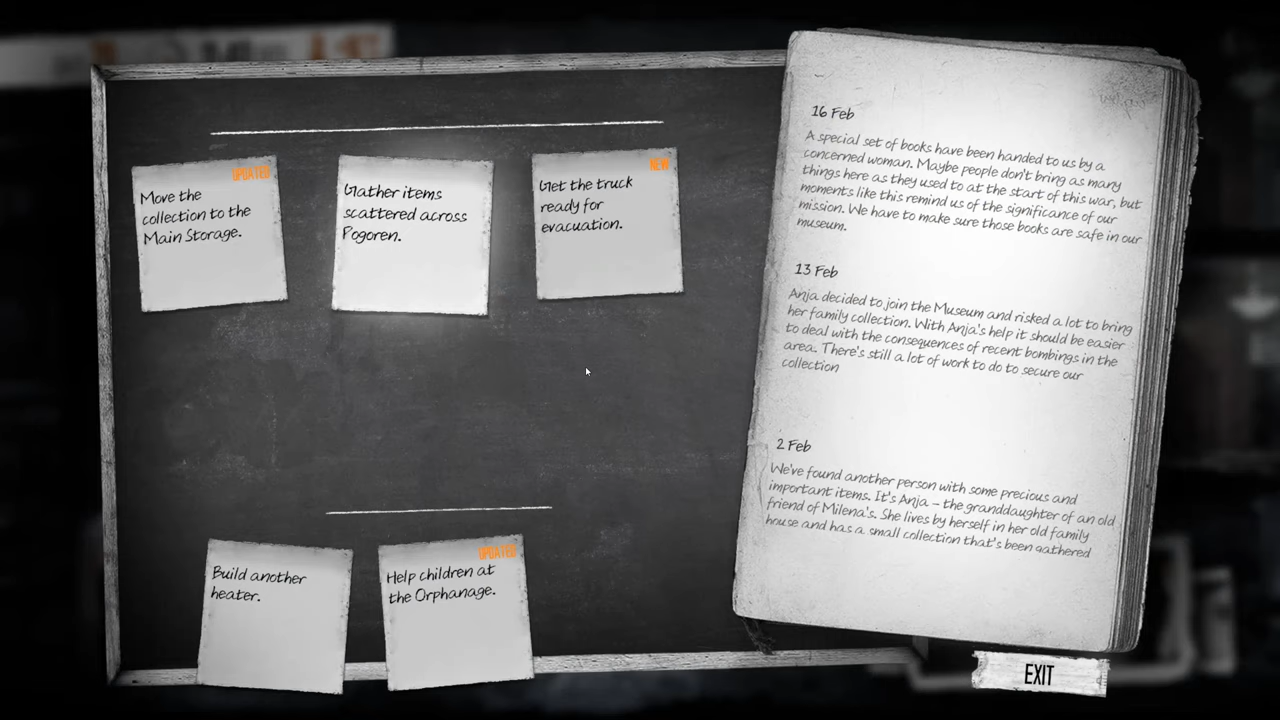 UPDATED
Move the
collection to the
Main Storage.
Gather items
scattered across
Pogoren.
NEW
Get the truck
ready for
evacuation.
Build another
heater.
UPDATED
Help children at
the Orphanage.
16 Feb
A special set of books have been handed to us by a
concerned woman. Maybe people don't bring as many
things here as they used to at the start of this war, but
moments like this remind us of the significance of our
mission. We have to make sure those books are safe in our
museum.
13 Feb
Anja decided to join the Museum and risked a lot to bring
her family collection. With Anja's help it should be easier
to deal with the consequences of recent bombings in the
area. There's still a lot of work to do to secure our
collection
2 Feb
We've found another person with some precious and
important items. It's Anja – the granddaughter of an old
friend of Milena's. She lives by herself in her old family
house and has a small collection that's been gathered
EXIT